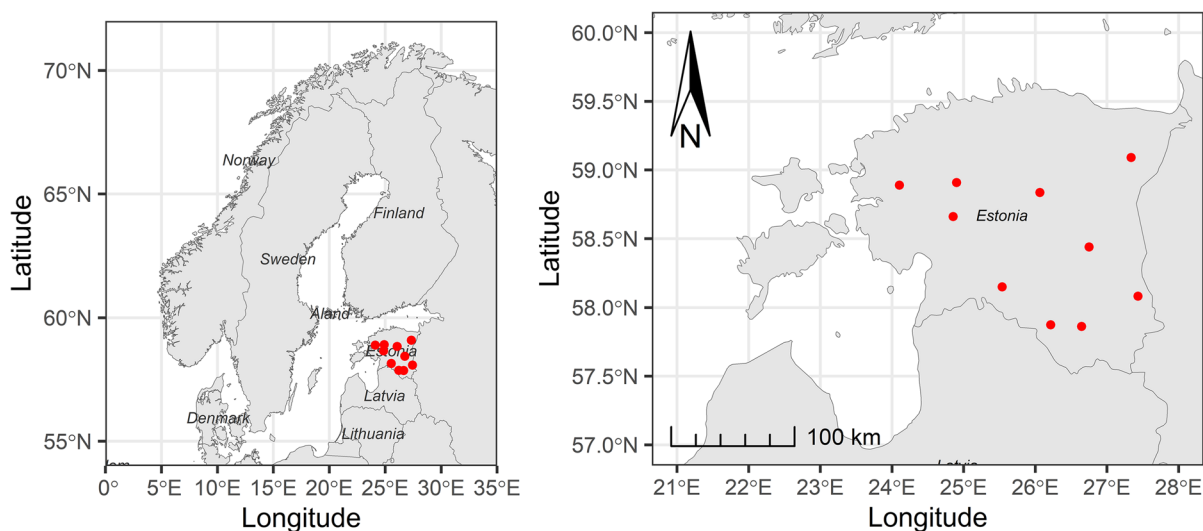 70°N
65°N
60°N
55°N
Latitude
Norway
Finland
Sweden
Åland
Estonia
Latvia
Denmark
Lithuania
0°
5°E
10°E
15°E
20°E
25°E
30°E
35°E
Longitude
60.0°N
59.5°N
59.0°N
58.5°N
58.0°N
57.5°N
57.0°N
Latitude
N
Estonia
100 km
Latvia
21°E
22°E
23°E
24°E
25°E
26°E
27°E
28°E
Longitude